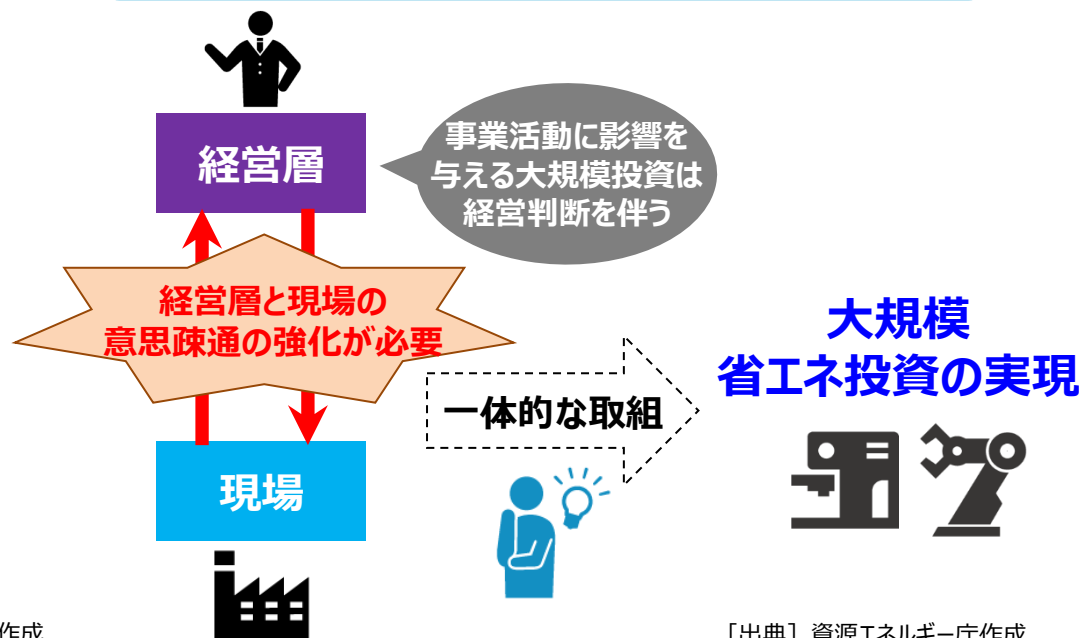 経営層
事業活動に影響を
与える大規模投資は
経営判断を伴う
経営層と現場の
意思疎通の強化が必要
一体的な取組
大規模
省エネ投資の実現
現場
作成
［出典］資源エネルギー庁作成